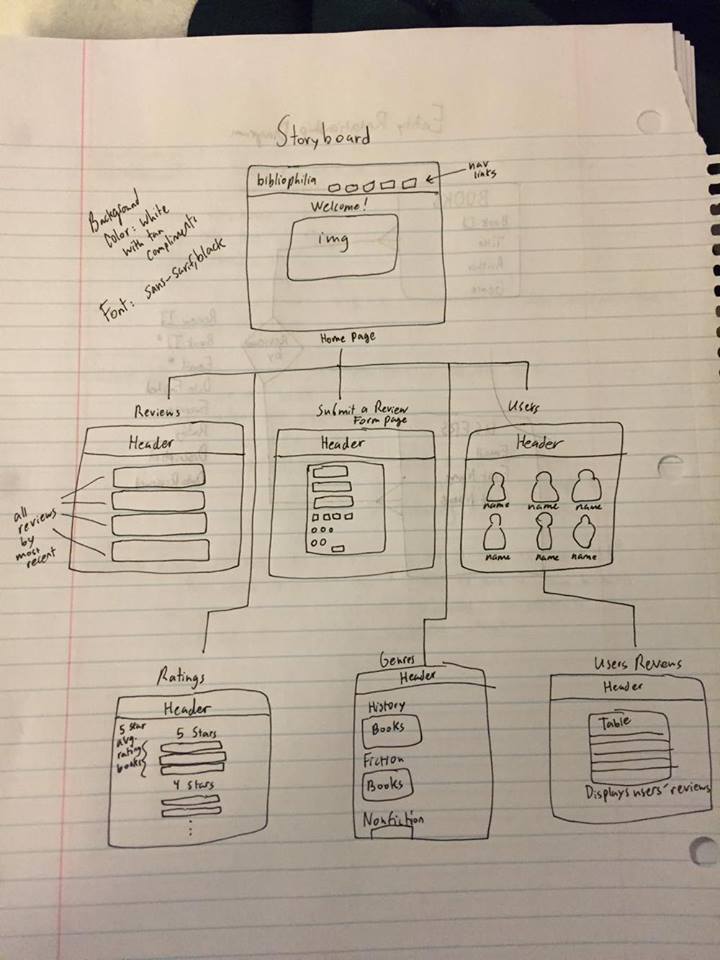 Storyboard
bibliophilia
nav
links
Welcome!
img
Home Page
Backgound
Color: white
with tan
compliments
Font: sans-sarif/black
Reviews
Header
all
reviews
by
most
recent
Submit a Review
Form page
Header
Users
Header
name
name
name
name
name
name
Ratings
Header
5 star
avg.
rating
books
5 Stars
4 stars
Genres
Header
History
Books
Fiction
Books
Nonfiction
Users Reviews
Header
Table
Displays users' reviews